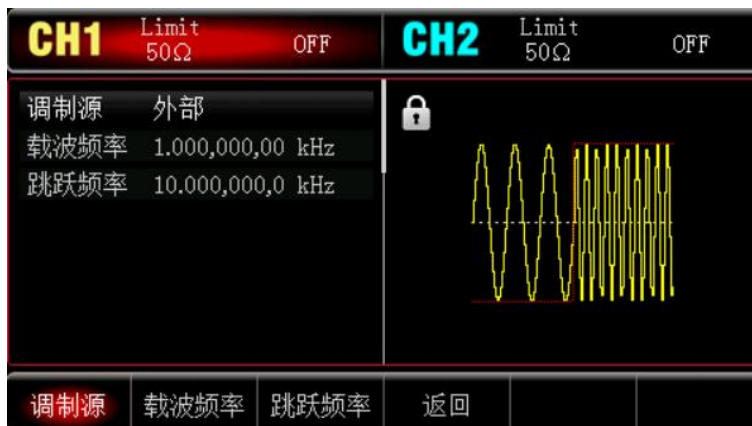 CH1 Limit 50Ω OFF CH2 Limit 50Ω OFF
调制源 外部
载波频率 1.000,000,00 kHz
跳跃频率 10.000,000,0 kHz
调制源 载波频率 跳跃频率 返回